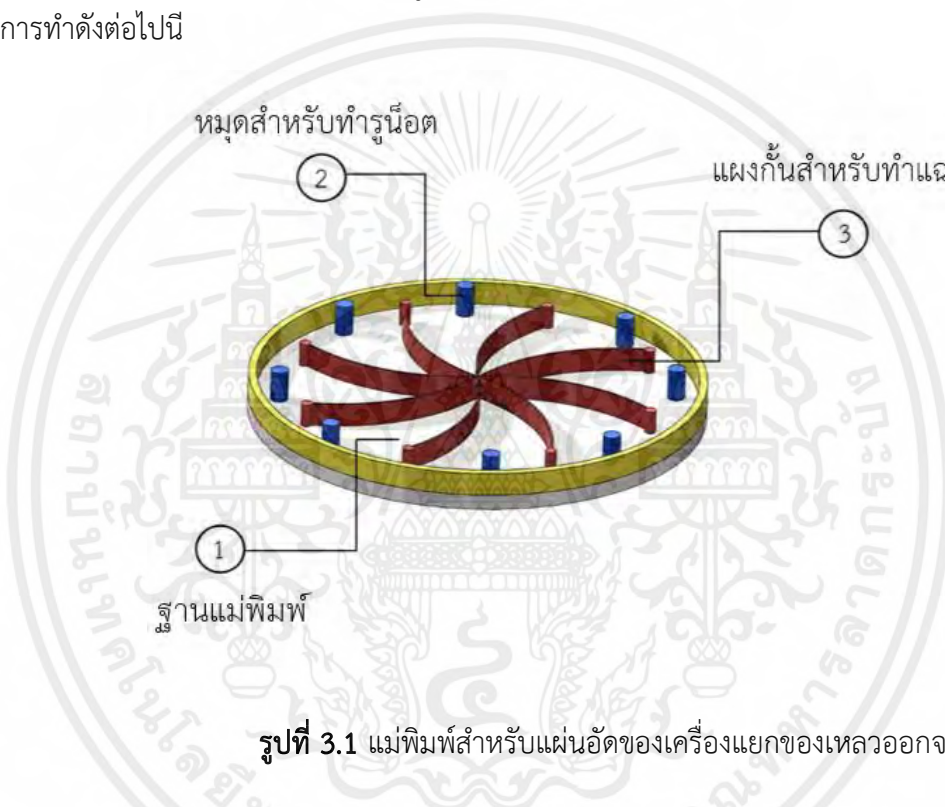 การทำดังต่อไปนี้
หมุดสำหรับทำรูน็อต
2
แผงกั้นสำหรับทำแฉ
3
1
ฐานแม่พิมพ์
รูปที่ 3.1 แม่พิมพ์สำหรับแผ่นอัดของเครื่องแยกของเหลวออกจ